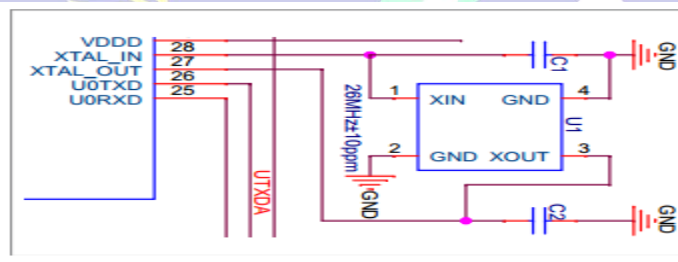 VDDD
28
XTAL_IN
27
XTAL_OUT
26
U0TXD
25
U0RXD
UTXDA
26MHz±10ppm
1
XIN
GND
4
U1
2
GND
XOUT
3
GND
C1
GND
C2
GND